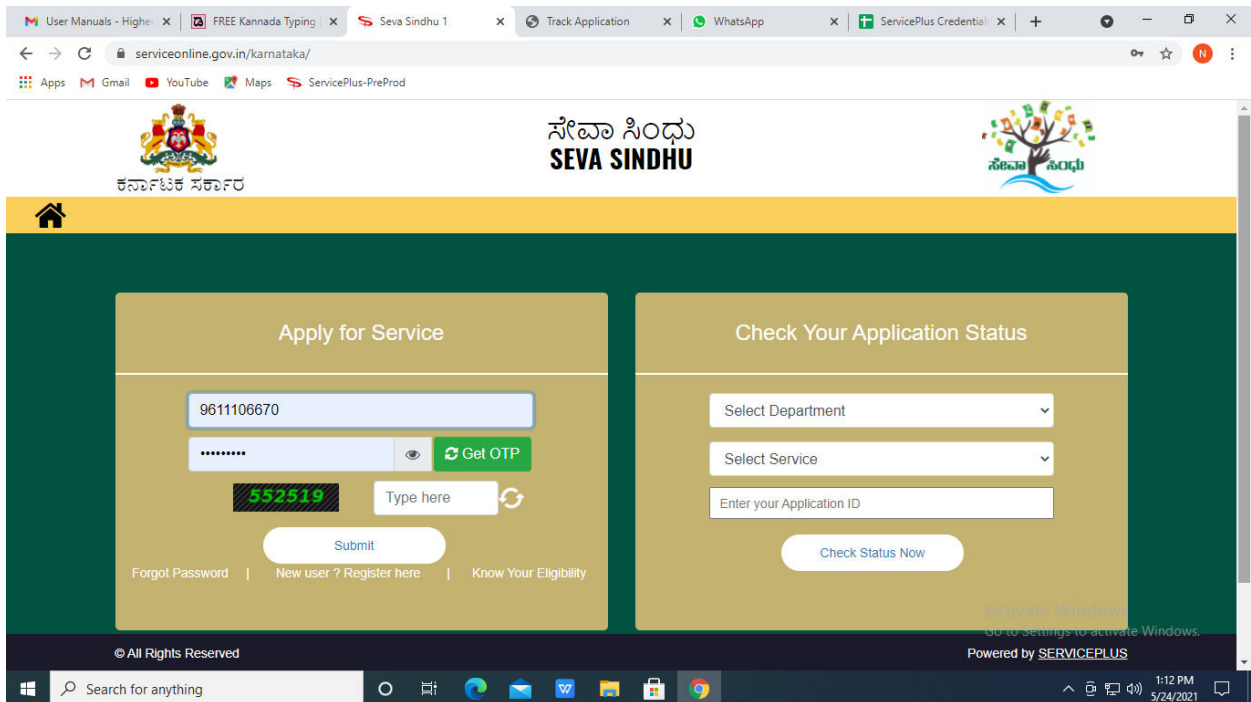 User Manuals - Higher
FREE Kannada Typing
Seva Sindhu 1
Track Application
WhatsApp
ServicePlus Credential
serviceonline.gov.in/karnataka/
N
Apps
Gmail
YouTube
Maps
ServicePlus-PreProd
ಕರ್ನಾಟಕ ಸರ್ಕಾರ
ಸೇವಾ ಸಿಂಧು
SEVA SINDHU
ಸೇವಾ ಸಿಂಧು
Apply for Service
9611106670
•••••••••
Get OTP
552519
Type here
Submit
Forgot Password | New user ? Register here | Know Your Eligibility
Check Your Application Status
Select Department
Select Service
Enter your Application ID
Check Status Now
Activate Windows
Go to Settings to activate Windows.
© All Rights Reserved
Powered by SERVICEPLUS
Search for anything
1:12 PM
5/24/2021